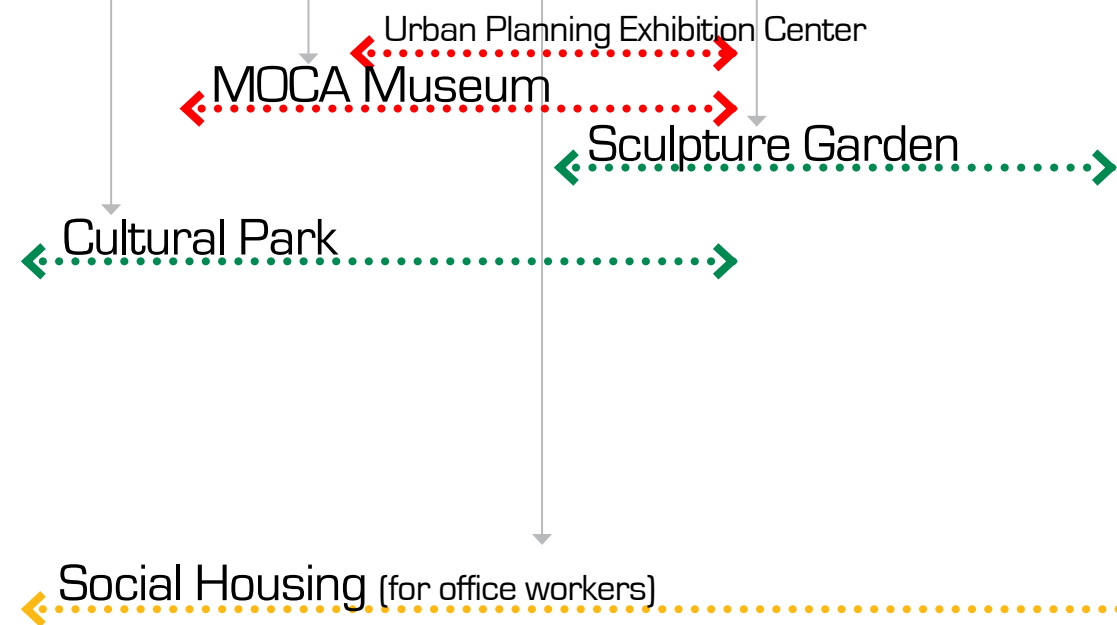 Urban Planning Exhibition Center
MOCA Museum
Sculpture Garden
Cultural Park
Social Housing (for office workers)